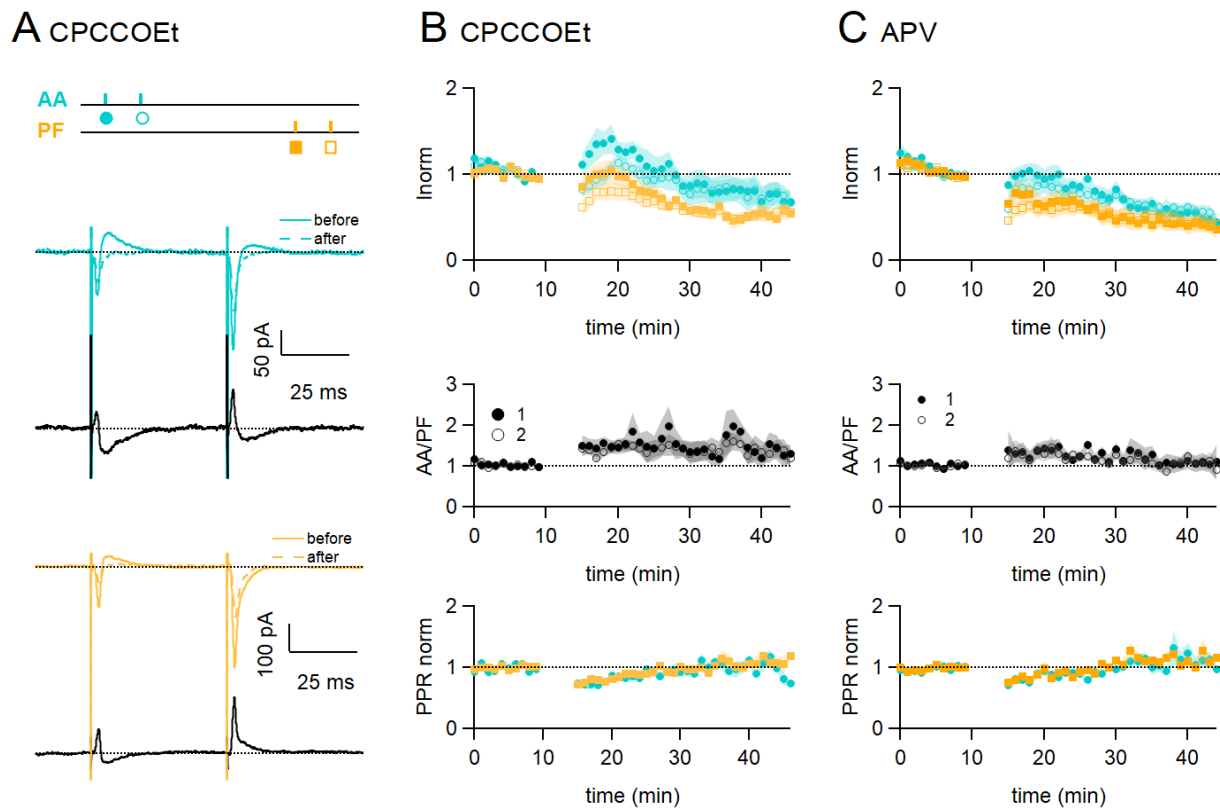 A CPCCOEt
AA
PF
before
after
50 pA
25 ms
before
after
100 pA
25 ms
B CPCCOEt
2
Inorm
1
0
0 10 20 30 40
time (min)
3
AA/PF
2
1
0
1
2
0 10 20 30 40
time (min)
2
PPR norm
1
0
0 10 20 30 40
time (min)
C APV
2
Inorm
1
0
0 10 20 30 40
time (min)
3
AA/PF
2
1
0
1
2
0 10 20 30 40
time (min)
2
PPR norm
1
0
0 10 20 30 40
time (min)